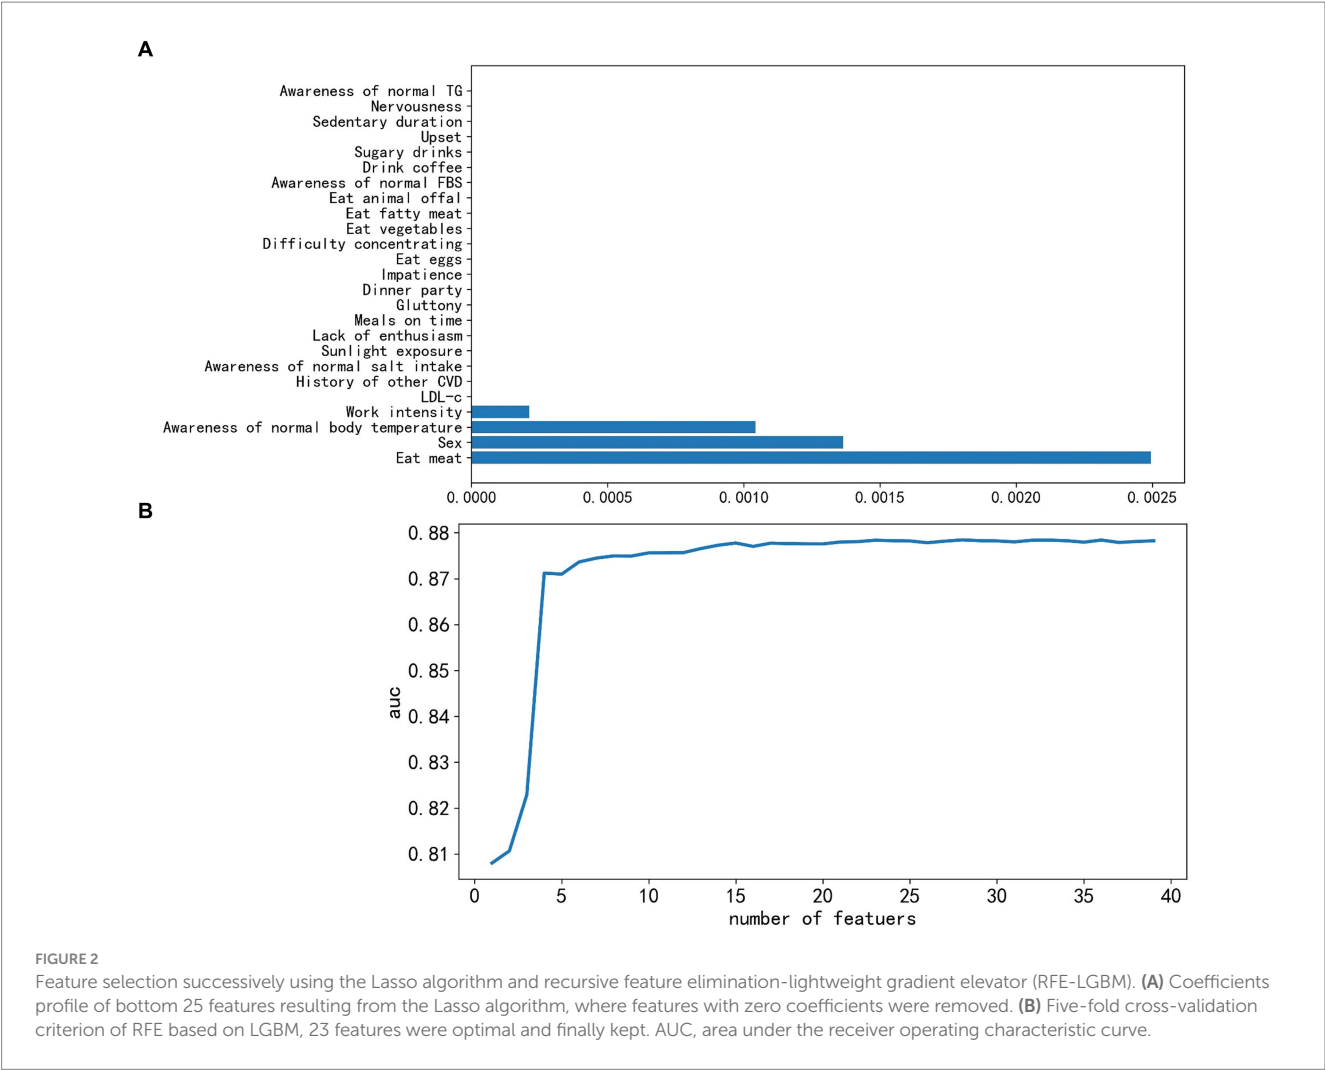 A
Awareness of normal TG
Nervousness
Sedentary duration
Upset
Sugary drinks
Drink coffee
Awareness of normal FBS
Eat animal offal
Eat fatty meat
Eat vegetables
Difficulty concentrating
Eat eggs
Impatience
Dinner party
Gluttony
Meals on time
Lack of enthusiasm
Sunlight exposure
Awareness of normal salt intake
History of other CVD
LDL-c
Work intensity
Awareness of normal body temperature
Sex
Eat meat
0.0000 0.0005 0.0010 0.0015 0.0020 0.0025
B
0.88
0.87
0.86
0.85
0.84
0.83
0.82
0.81
auc
0 5 10 15 20 25 30 35 40
number of featuers
FIGURE 2
Feature selection successively using the Lasso algorithm and recursive feature elimination-lightweight gradient elevator (RFE-LGBM). (A) Coefficients
profile of bottom 25 features resulting from the Lasso algorithm, where features with zero coefficients were removed. (B) Five-fold cross-validation
criterion of RFE based on LGBM, 23 features were optimal and finally kept. AUC, area under the receiver operating characteristic curve.